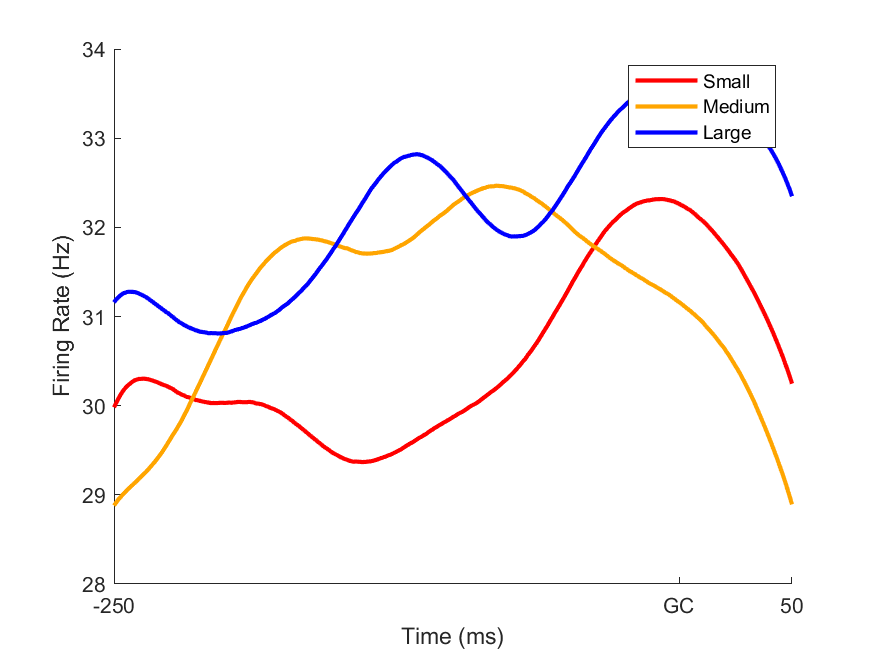 34
33
32
31
30
29
28
Firing Rate (Hz)
Small
Medium
Large
-250
GC
50
Time (ms)